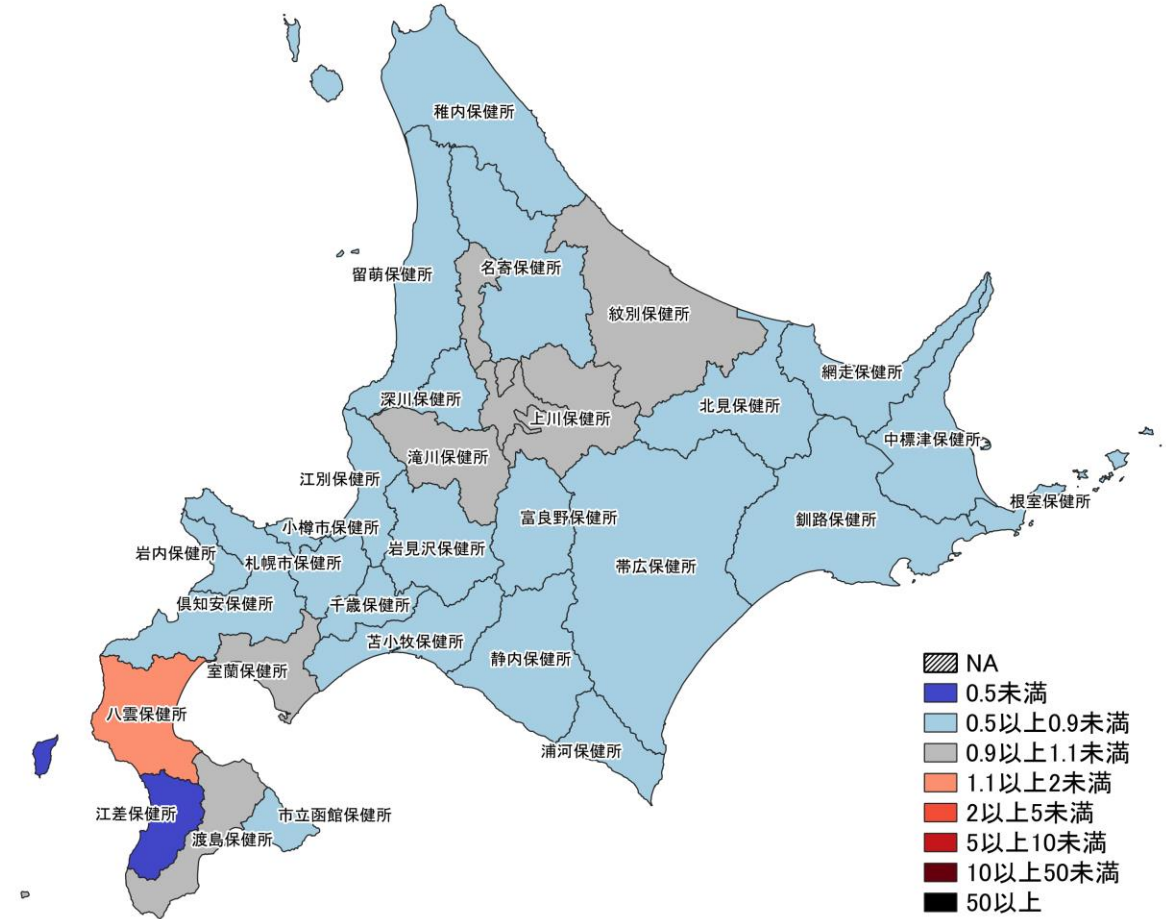 稚内保健所
名寄保健所
留萌保健所
紋別保健所
網走保健所
深川保健所
北見保健所
上川保健所
中標津保健所
滝川保健所
江別保健所
根室保健所
富良野保健所
釧路保健所
小樽市保健所
岩見沢保健所
岩内保健所
札幌市保健所
帯広保健所
倶知安保健所
千歳保健所
苫小牧保健所
静内保健所
室蘭保健所
八雲保健所
浦河保健所
江差保健所
市立函館保健所
渡島保健所
NA
0.5未満
0.5以上0.9未満
0.9以上1.1未満
1.1以上2未満
2以上5未満
5以上10未満
10以上50未満
50以上